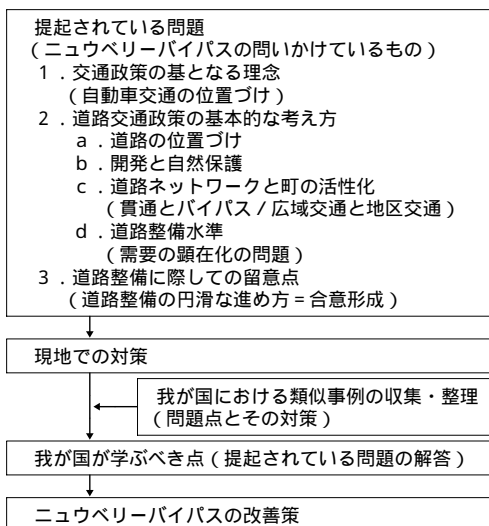 提起されている問題
(ニュウベリーバイパスの問いかけているもの)
1．交通政策の基となる理念
(自動車交通の位置づけ)
2．道路交通政策の基本的な考え方
a．道路の位置づけ
b．開発と自然保護
c．道路ネットワークと町の活性化
(貫通とバイパス/広域交通と地区交通)
d．道路整備水準
(需要の顕在化の問題)
3．道路整備に際しての留意点
(道路整備の円滑な進め方=合意形成)
現地での対策
我が国における類似事例の収集・整理
(問題点とその対策)
我が国が学ぶべき点(提起されている問題の解答)
ニュウベリーバイパスの改善策